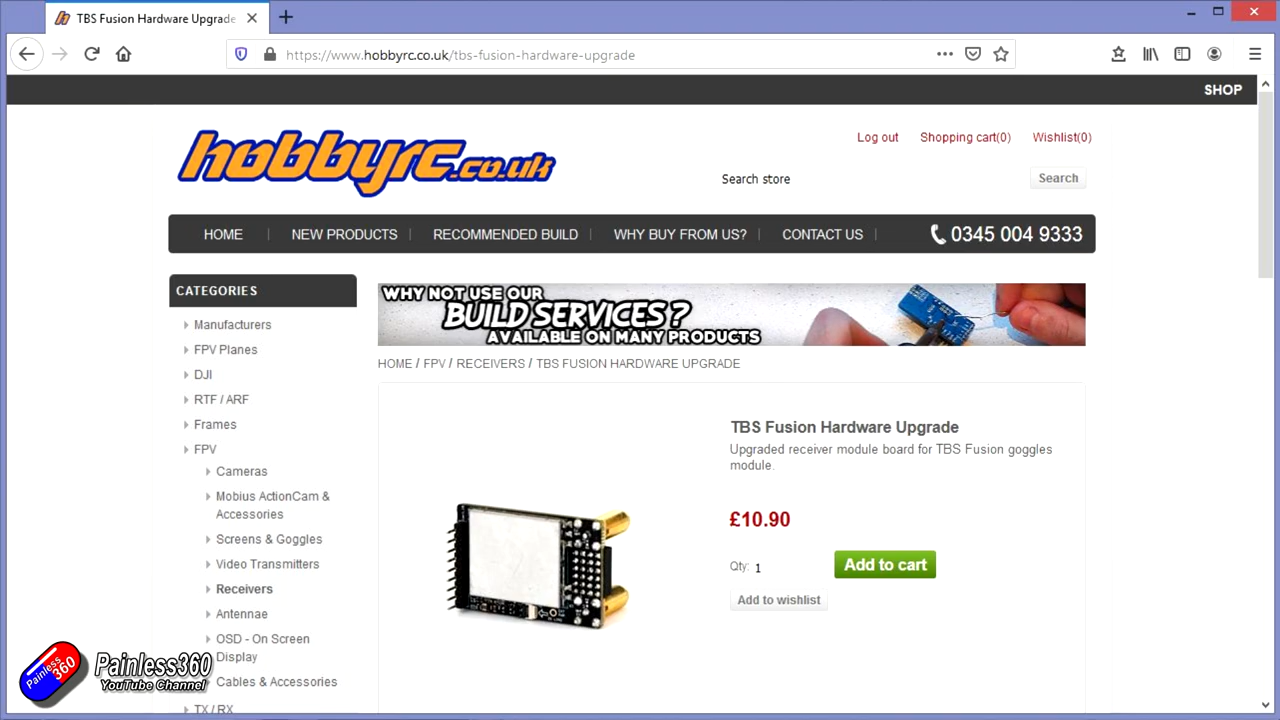 TBS Fusion Hardware Upgrade
https://www.hobbyrc.co.uk/tbs-fusion-hardware-upgrade
SHOP
hobbyrc.co.uk
Log out
Shopping cart(0)
Wishlist(0)
Search store
Search
HOME
NEW PRODUCTS
RECOMMENDED BUILD
WHY BUY FROM US?
CONTACT US
0345 004 9333
CATEGORIES
Manufacturers
FPV Planes
DJI
RTF / ARF
Frames
FPV
Cameras
Mobius ActionCam &
Accessories
Screens & Goggles
Video Transmitters
Receivers
Antennae
OSD - On Screen
Display
Cables & Accessories
TX / RX
WHY NOT USE OUR
BUILD SERVICES?
AVAILABLE ON MANY PRODUCTS
HOME / FPV / RECEIVERS / TBS FUSION HARDWARE UPGRADE
TBS Fusion Hardware Upgrade
Upgraded receiver module board for TBS Fusion goggles
module.
£10.90
Qty: 1
Add to cart
Add to wishlist
Painless360
Painless360
YouTube Channel